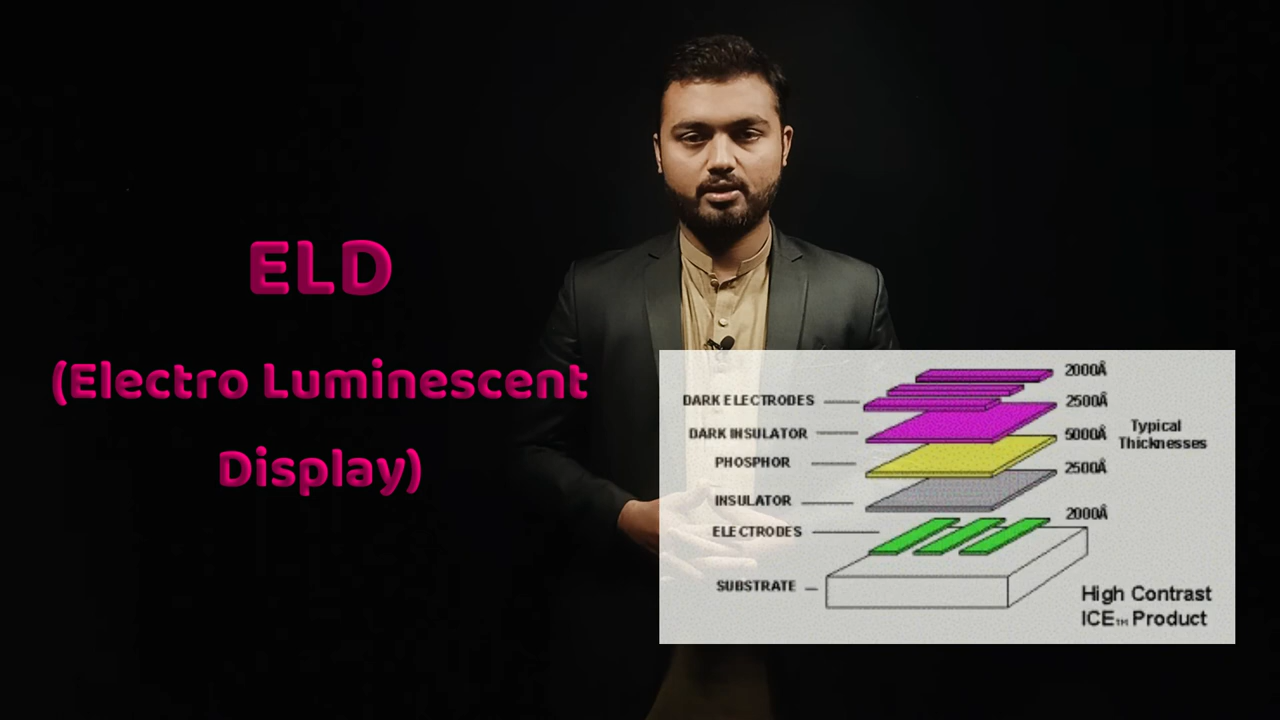 ELD
(Electro Luminescent
Display)
2000Å
DARK ELECTRODES
2500Å
DARK INSULATOR
5000Å
Typical
Thicknesses
PHOSPHOR
2500Å
INSULATOR
2000Å
ELECTRODES
SUBSTRATE
High Contrast
ICE™ Product